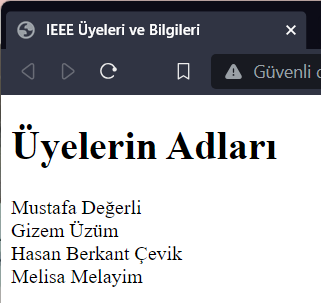 IEEE Üyeleri ve Bilgileri
Güvenli
Üyelerin Adları
Mustafa Değerli
Gizem Üzüm
Hasan Berkant Çevik
Melisa Melayim